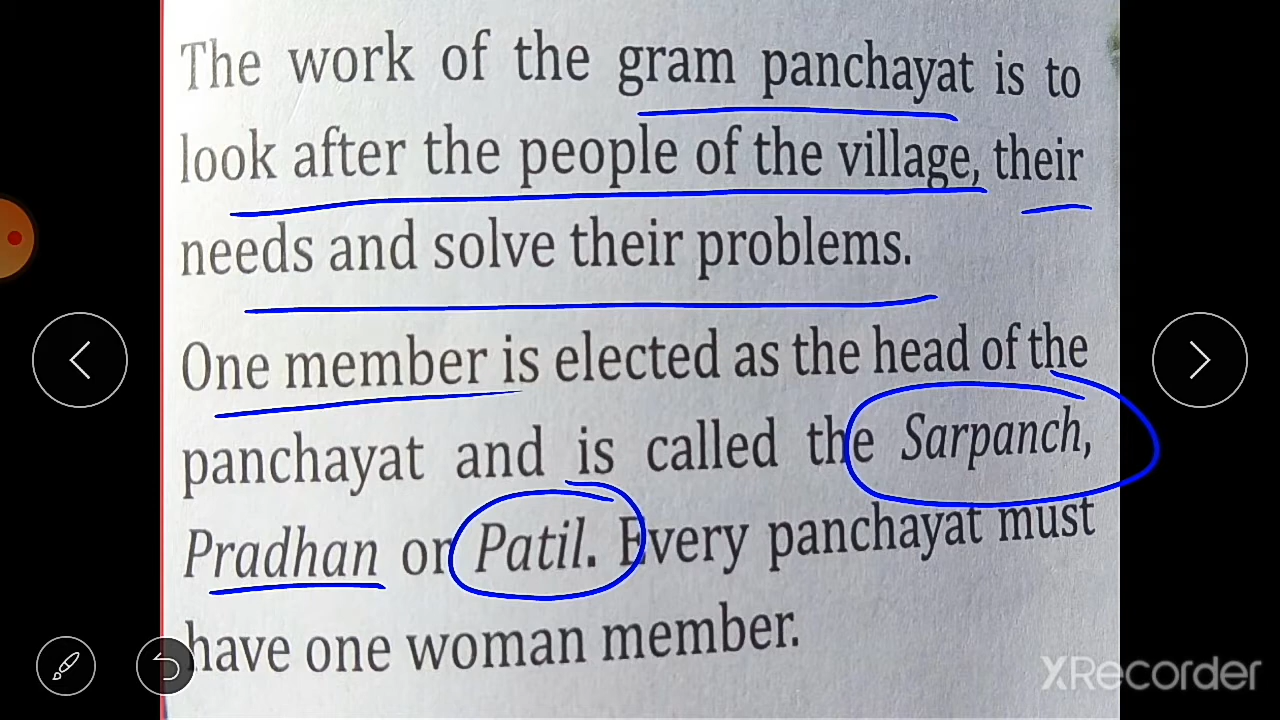 The work of the gram panchayat is to
look after the people of the village, their
needs and solve their problems.
One member is elected as the head of the
panchayat and is called the Sarpanch,
Pradhan or Patil. Every panchayat must
have one woman member.
XRecorder